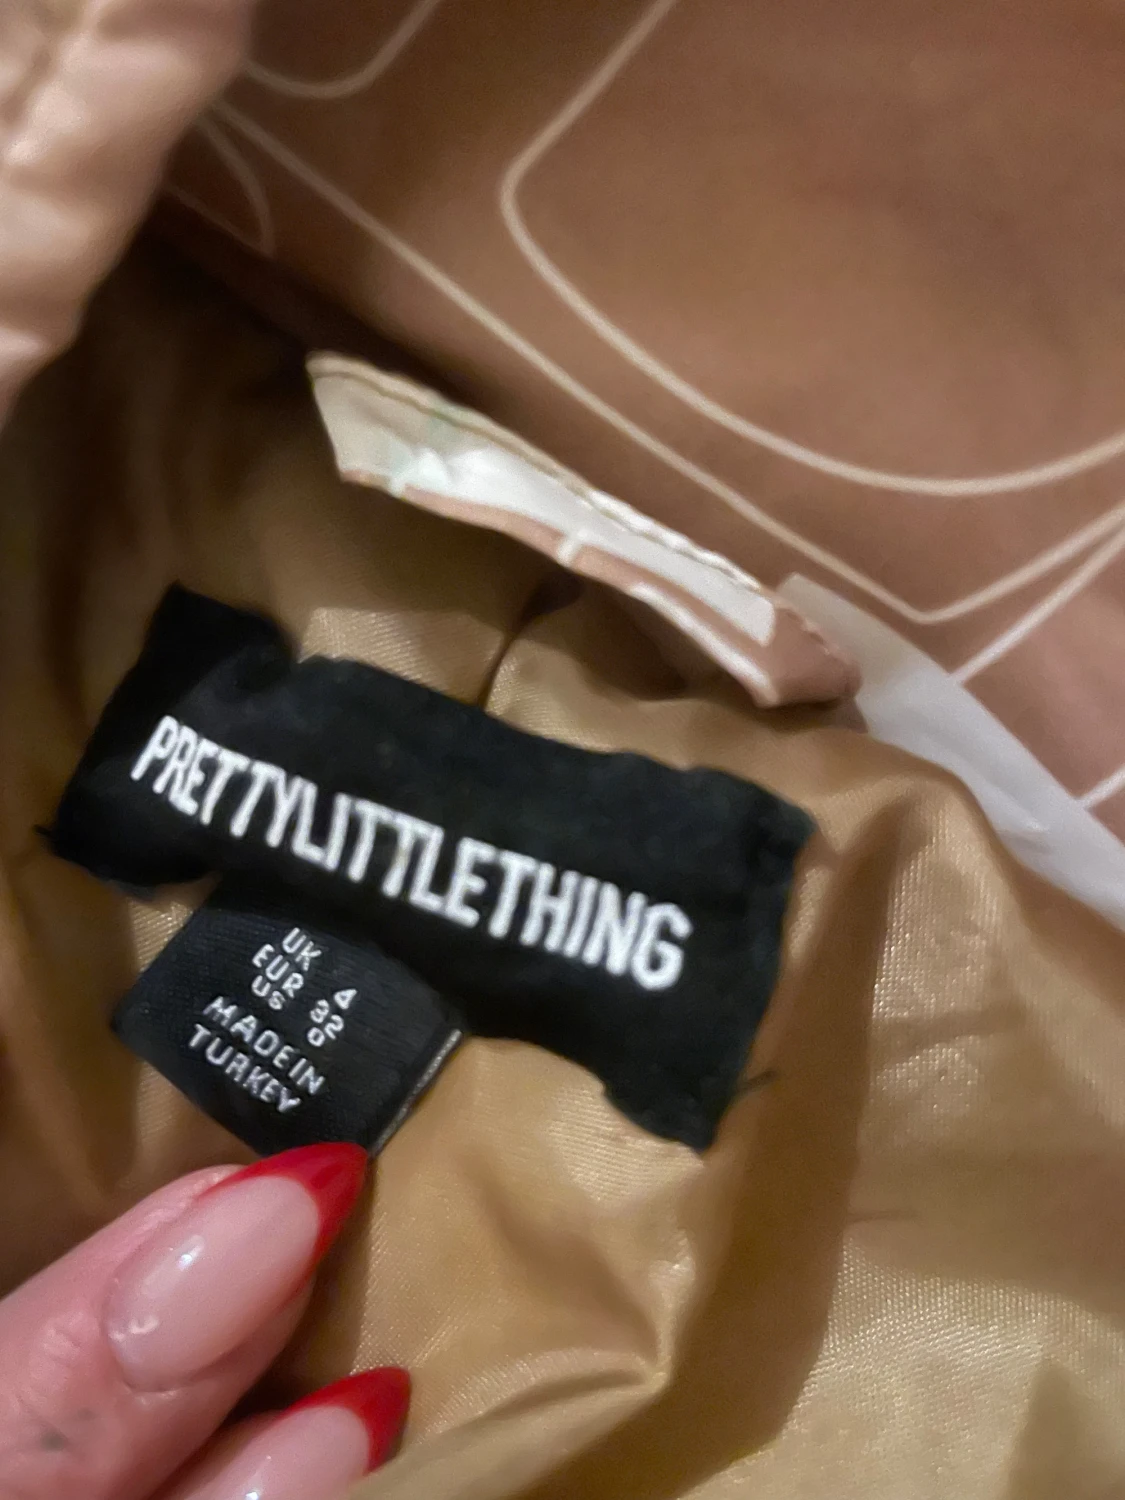 PRETTYLITTLETHING
UK 4
EUR 32
US 0
MADE IN
TURKEY